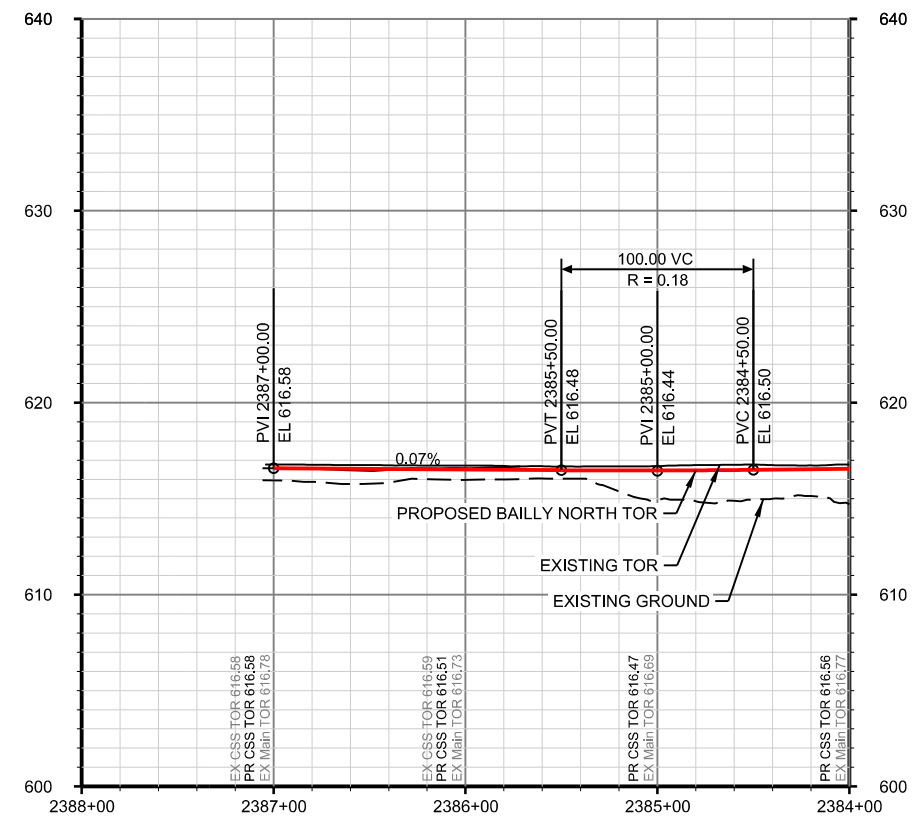 640
640
630
630
100.00 VC
R = 0.18
PVI 2387+00.00
EL 616.58
PVT 2385+50.00
EL 616.48
PVI 2385+00.00
EL 616.44
PVC 2384+50.00
EL 616.50
620
620
0.07%
PROPOSED BAILLY NORTH TOR
EXISTING TOR
EXISTING GROUND
610
610
EX CSS TOR 616.58
PR CSS TOR 616.58
EX Main TOR 616.78
EX CSS TOR 616.59
PR CSS TOR 616.51
EX Main TOR 616.73
PR CSS TOR 616.47
EX Main TOR 616.69
PR CSS TOR 616.56
EX Main TOR 616.77
600
600
2388+00
2387+00
2386+00
2385+00
2384+00